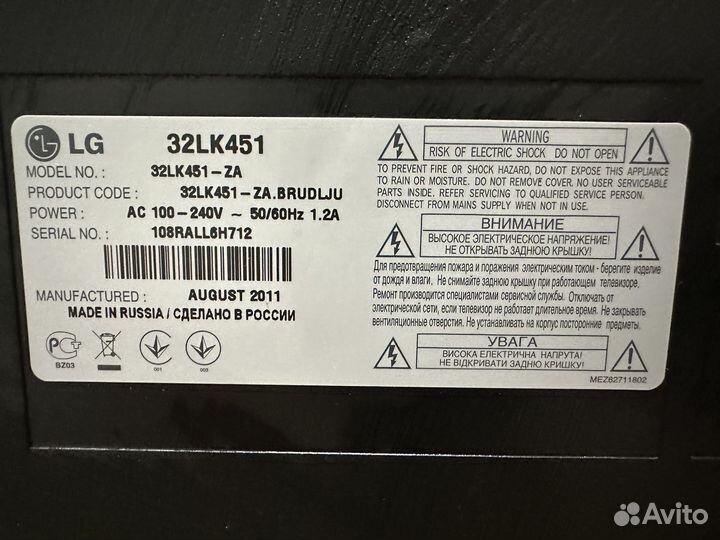 LG 32LK451
MODEL NO. : 32LK451-ZA
PRODUCT CODE : 32LK451-ZA.BRUDLJU
POWER : AC 100-240V ~ 50/60Hz 1.2A
SERIAL NO. : 108RALL6H712
MANUFACTURED : AUGUST 2011
MADE IN RUSSIA / СДЕЛАНО В РОССИИ
BZ03
001
003
WARNING
RISK OF ELECTRIC SHOCK DO NOT OPEN
TO PREVENT FIRE OR SHOCK HAZARD, DO NOT EXPOSE THIS APPLIANCE
TO RAIN OR MOISTURE. DO NOT REMOVE COVER. NO USER-SERVICEABLE
PARTS INSIDE. REFER SERVICING TO QUALIFIED SERVICE PERSON.
DISCONNECT FROM MAINS SUPPLY WHEN NOT IN USE.
ВНИМАНИЕ
ВЫСОКОЕ ЭЛЕКТРИЧЕСКОЕ НАПРЯЖЕНИЕ!
НЕ ОТКРЫВАТЬ ЗАДНЮЮ КРЫШКУ!
Для предотвращения пожара и поражения электрическим током - берегите изделие
от дождя и влаги. Не снимайте заднюю крышку при работающем телевизоре.
Ремонт производится специалистами сервисной службы. Отключать от
электрической сети, если телевизор не работает длительное время. Не закрывать
вентиляционные отверстия. Не устанавливать на корпус посторонние предметы.
УВАГА
ВИСОКА ЕЛЕКТРИЧНА НАПРУГА!
НЕ ВІДКРИВАТИ ЗАДНЮ КРИШКУ!
MEZ62711802
Avito